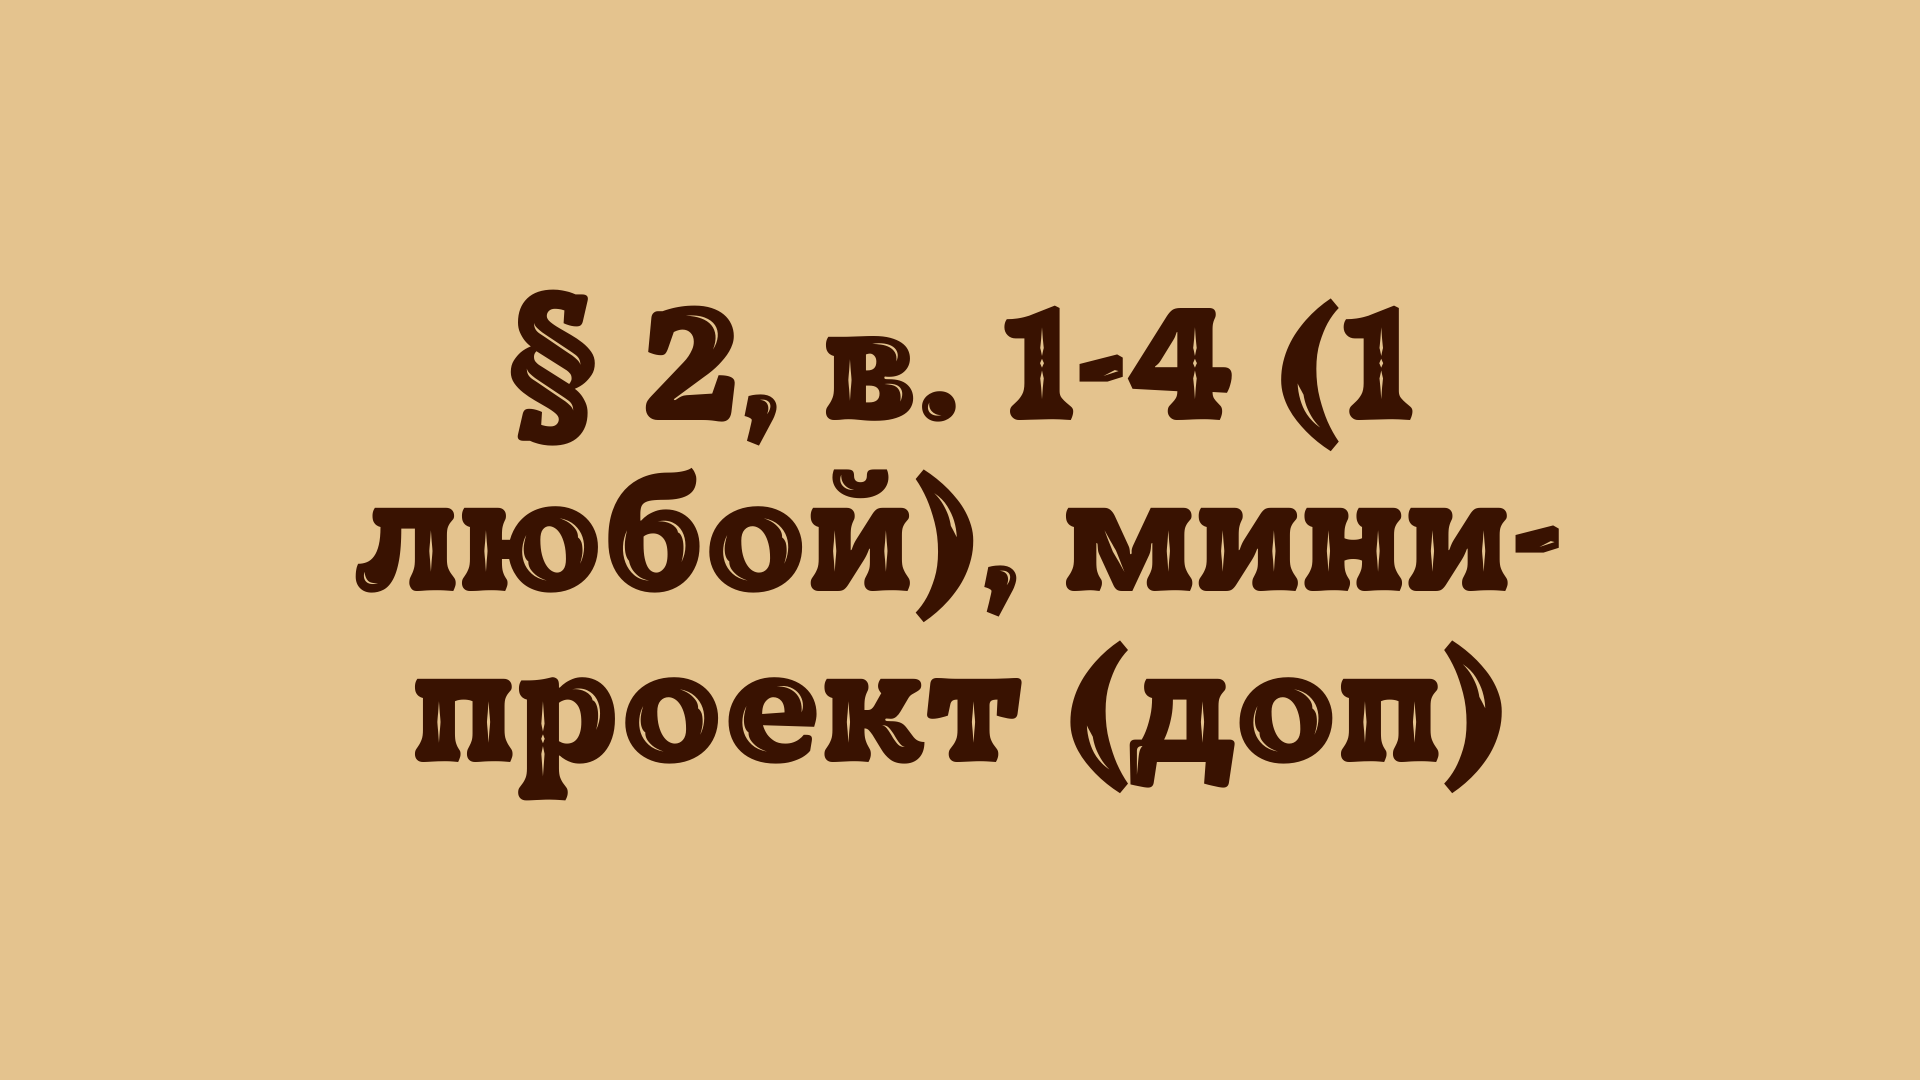 § 2, в. 1-4 (1
любой), мини-
проект (доп)